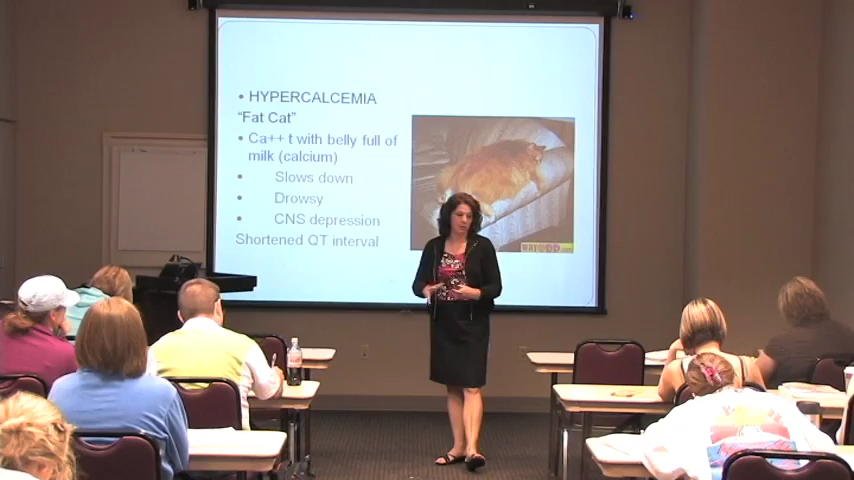 • HYPERCALCEMIA
"Fat Cat"
• Ca++ t with belly full of
milk (calcium)
• Slows down
• Drowsy
• CNS depression
Shortened QT interval